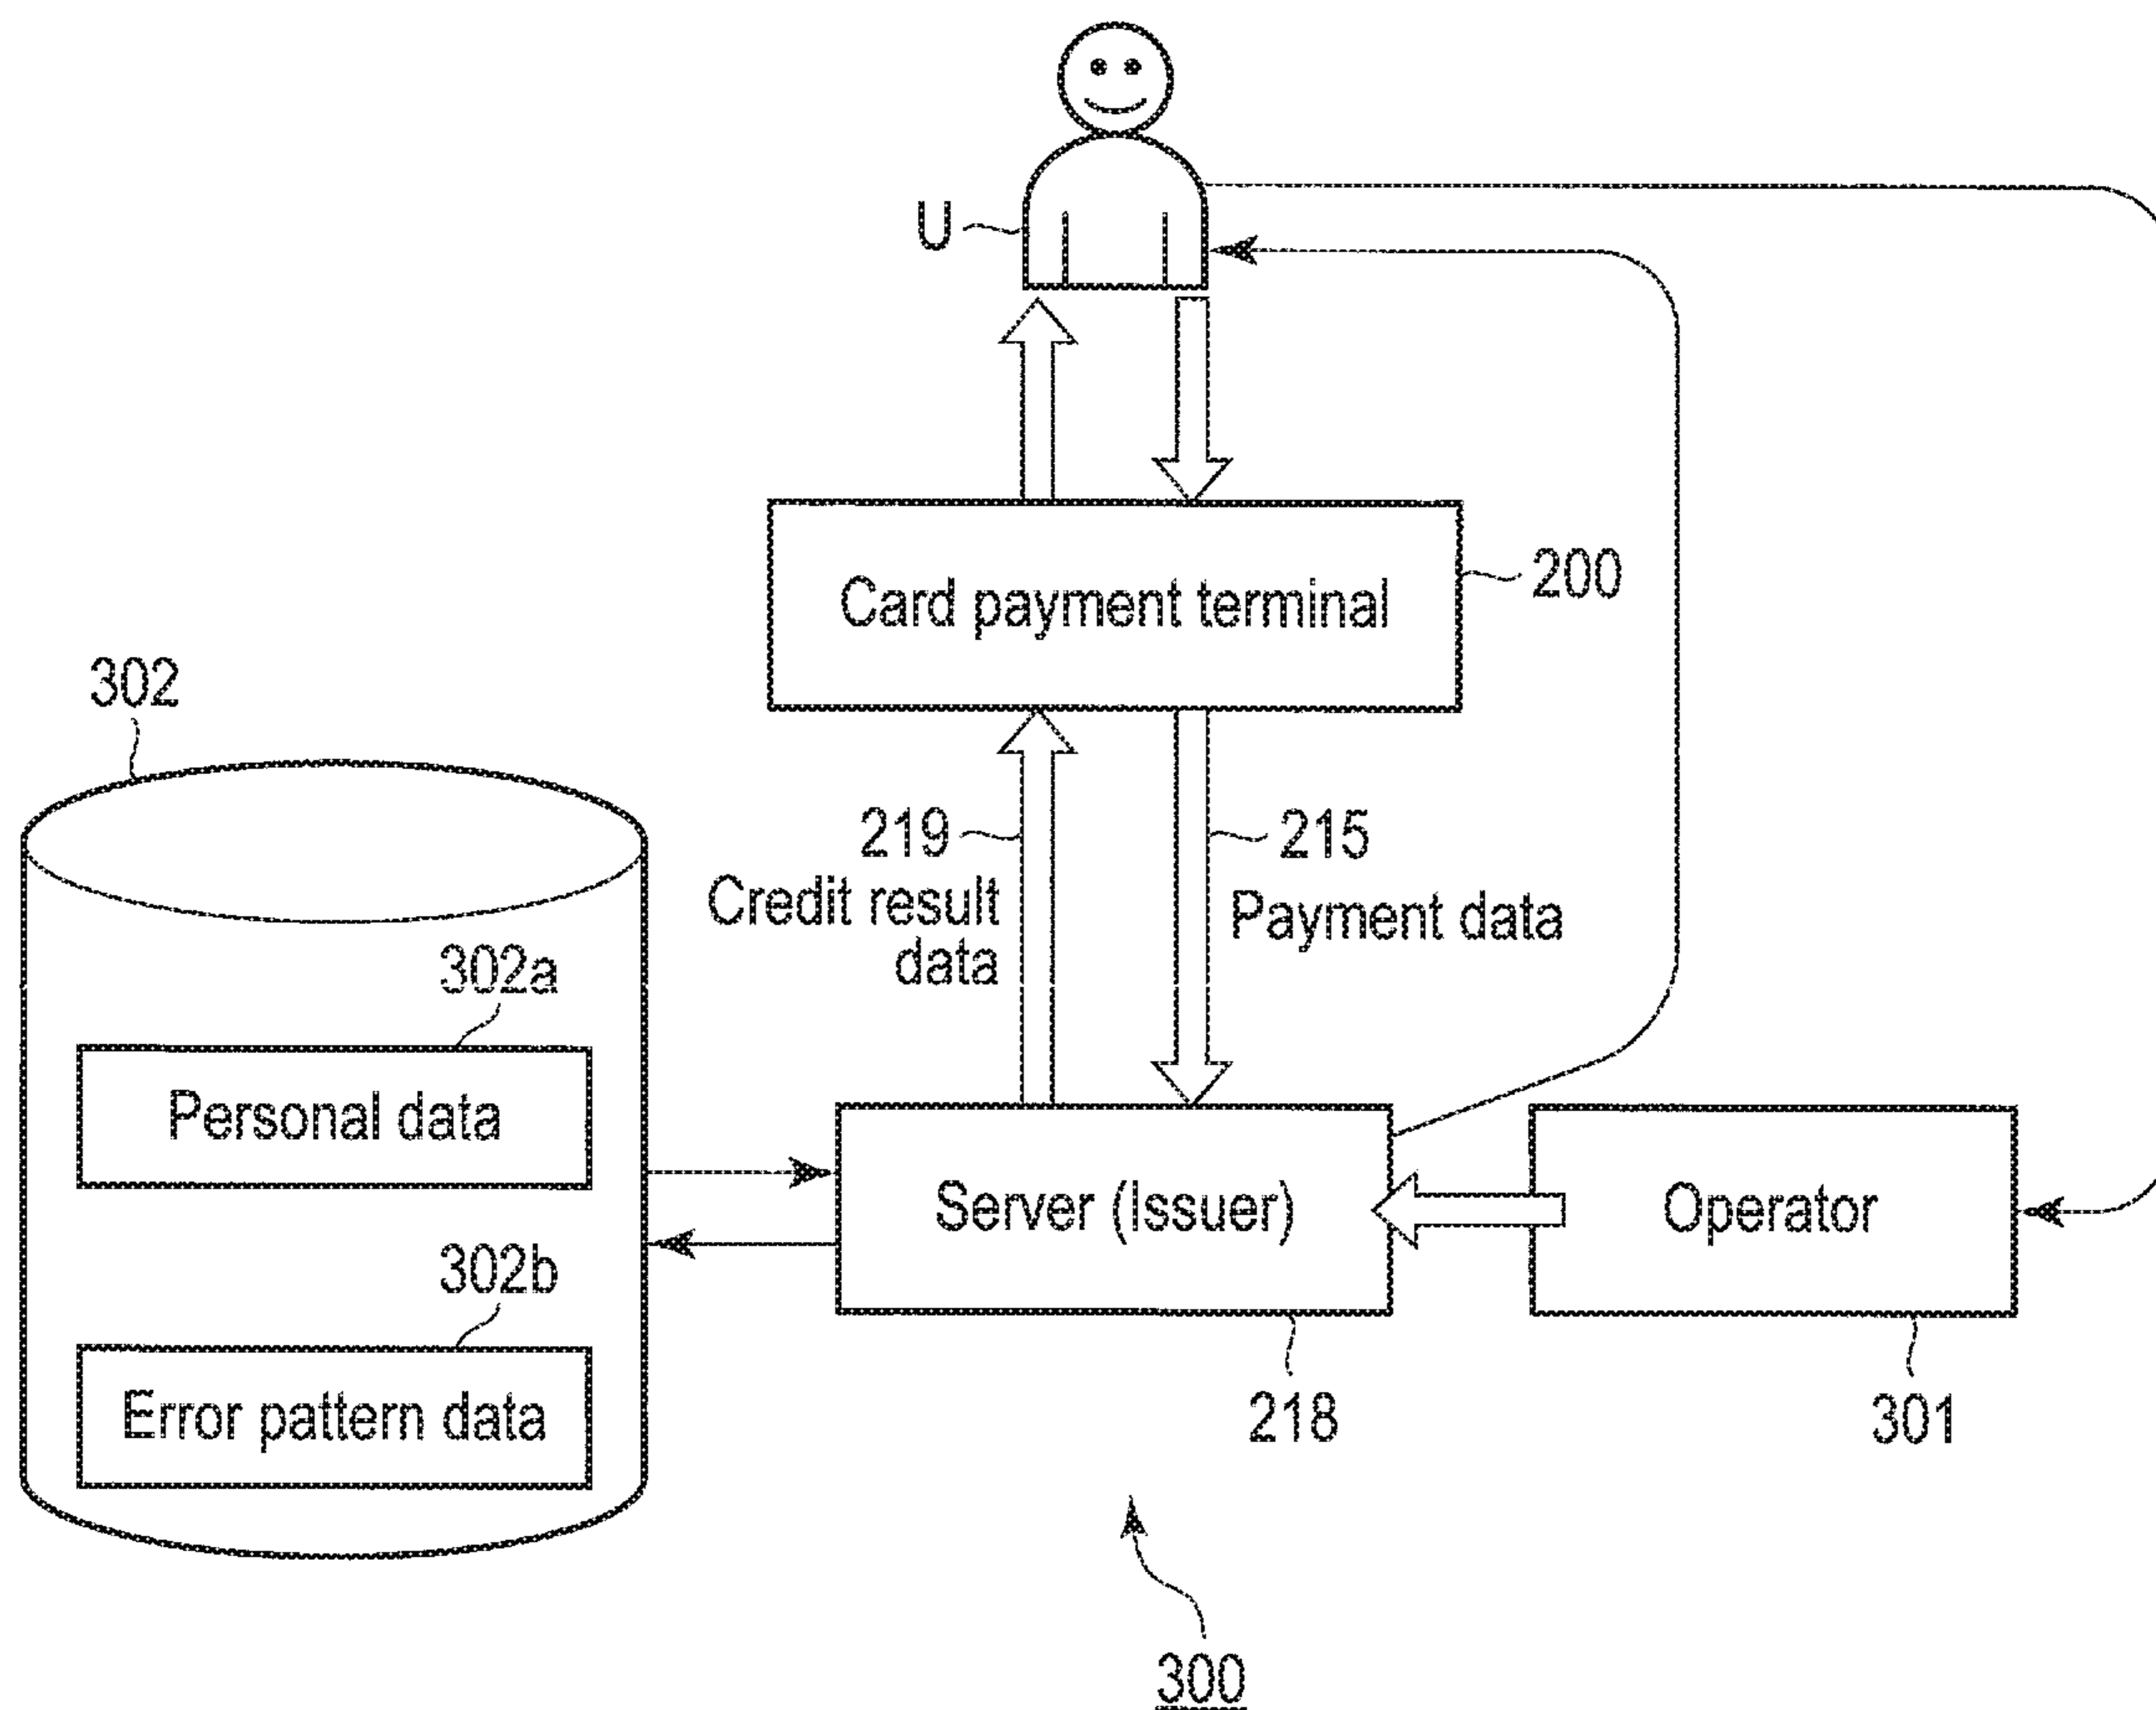 U
Card payment terminal
200
302
219
Credit result
data
215
Payment data
302a
Personal data
302b
Error pattern data
Server (Issuer)
Operator
218
301
300